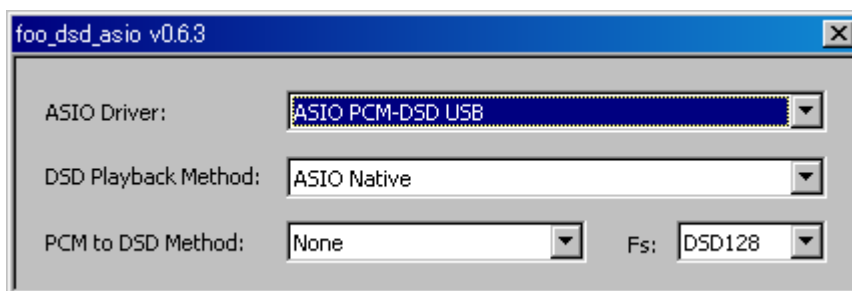 foo_dsd_asio v0.6.3
ASIO Driver: ASIO PCM-DSD USB
DSD Playback Method: ASIO Native
PCM to DSD Method: None Fs: DSD128